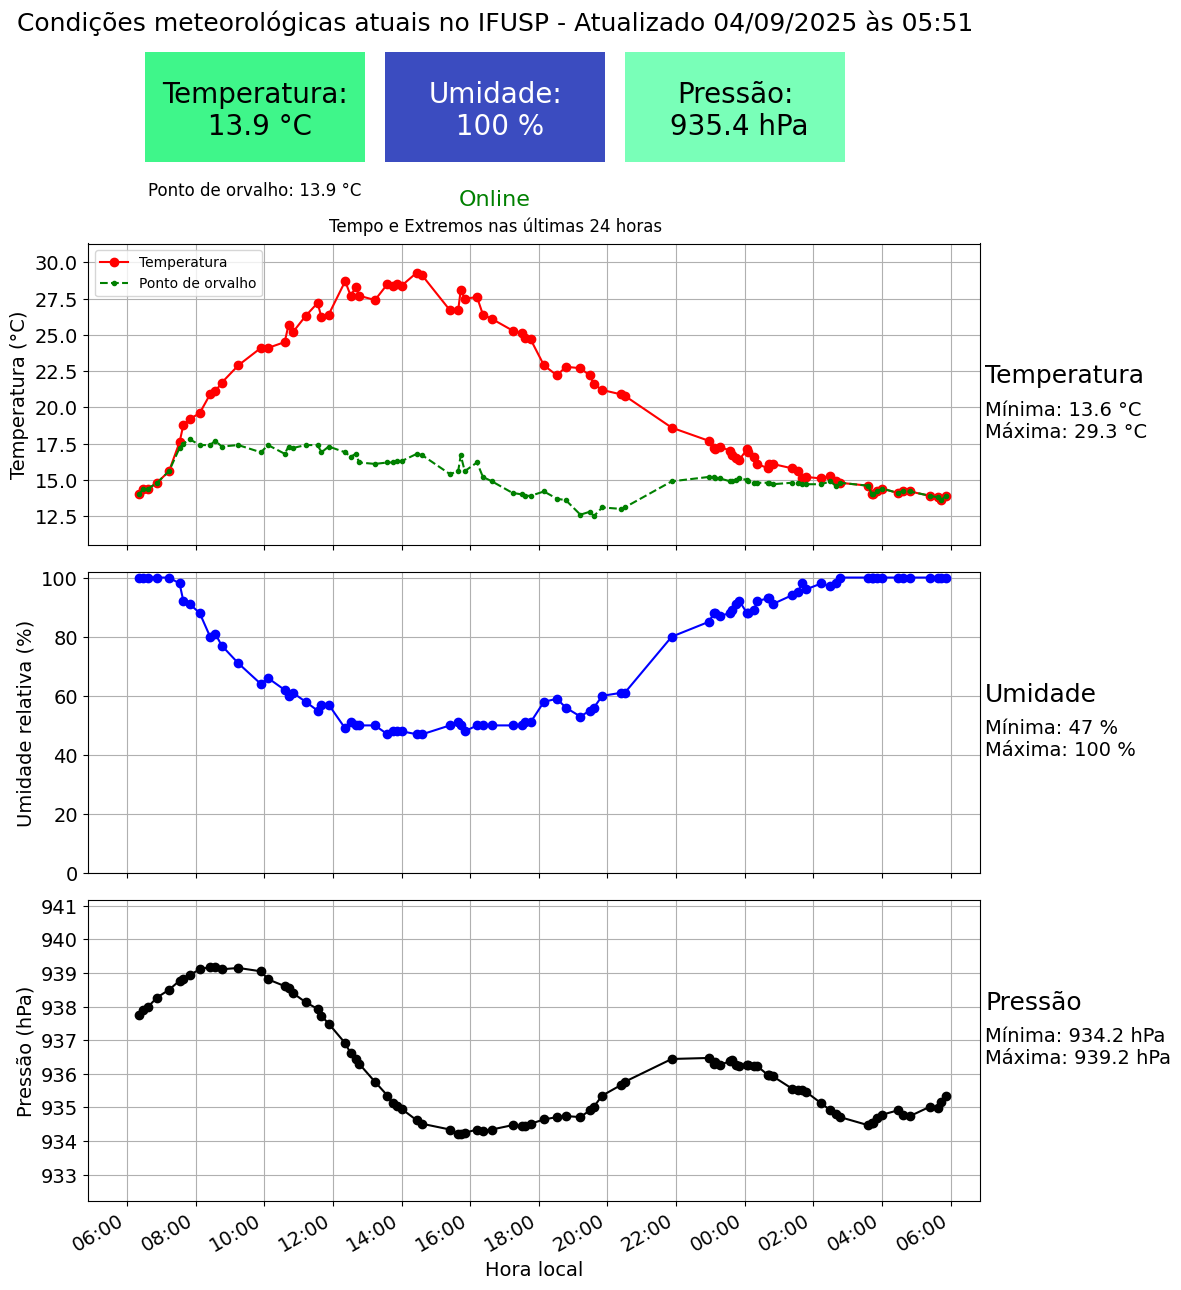 Condições meteorológicas atuais no IFUSP - Atualizado 04/09/2025 às 05:51
Temperatura:
13.9 °C
Umidade:
100 %
Pressão:
935.4 hPa
Ponto de orvalho: 13.9 °C
Online
Tempo e Extremos nas últimas 24 horas
Temperatura
Ponto de orvalho
Temperatura (°C)
30.0
27.5
25.0
22.5
20.0
17.5
15.0
12.5
Temperatura
Mínima: 13.6 °C
Máxima: 29.3 °C
Umidade relativa (%)
100
80
60
40
20
0
Umidade
Mínima: 47 %
Máxima: 100 %
Pressão (hPa)
941
940
939
938
937
936
935
934
933
Pressão
Mínima: 934.2 hPa
Máxima: 939.2 hPa
06:00
08:00
10:00
12:00
14:00
16:00
18:00
20:00
22:00
00:00
02:00
04:00
06:00
Hora local